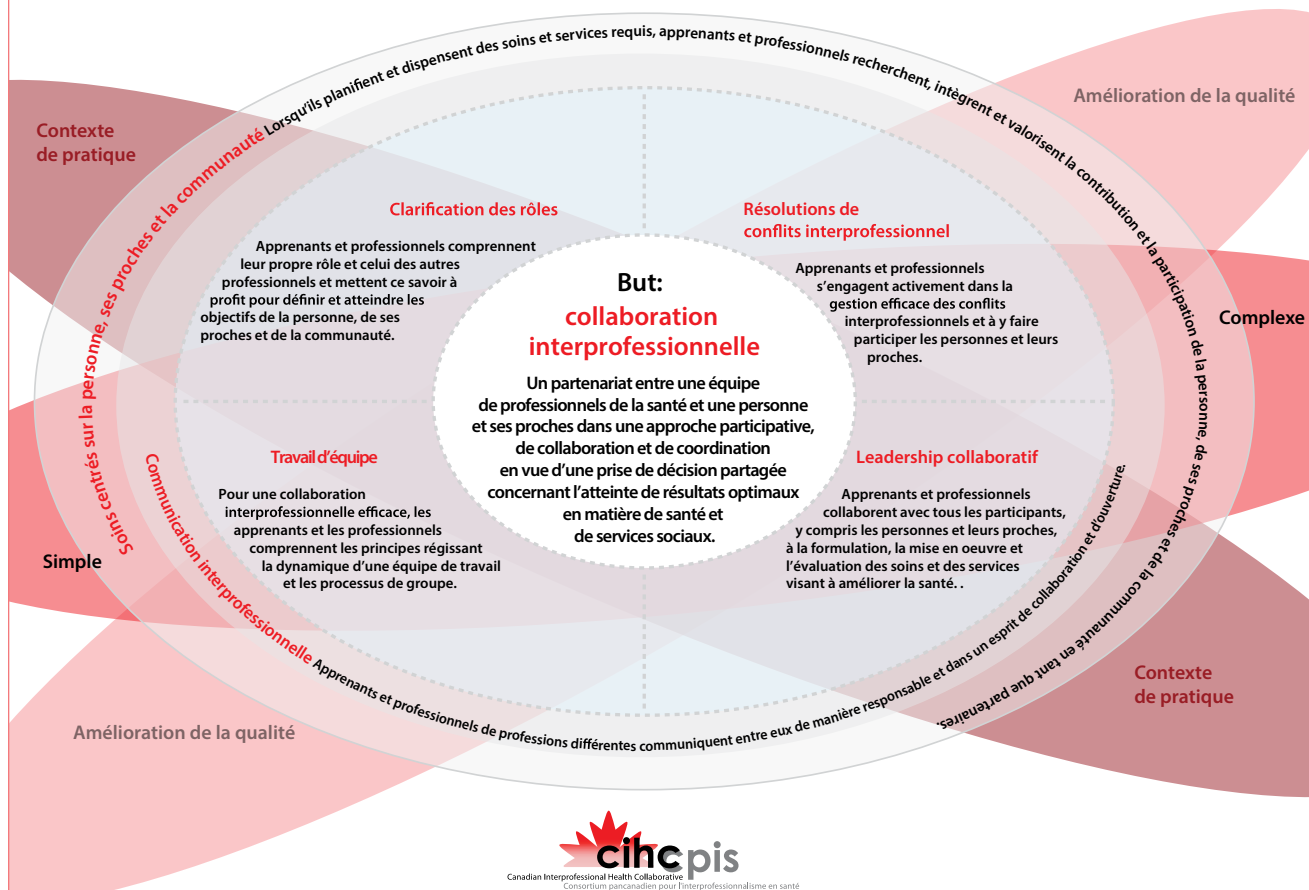 Soins centrés sur la personne, ses proches et la communauté Lorsqu'ils planifient et dispensent des soins et services requis, apprenants et professionnels recherchent, intègrent et valorisent la contribution et la participation de la personne, de ses proches et de la communauté en tant que partenaires.
Amélioration de la qualité
Contexte
de pratique
Clarification des rôles
Apprenants et professionnels comprennent
leur propre rôle et celui des autres
professionnels et mettent ce savoir à
profit pour définir et atteindre les
objectifs de la personne, de ses
proches et de la communauté.
Résolutions de
conflits interprofessionnel
Apprenants et professionnels
s'engagent activement dans la
gestion efficace des conflits
interprofessionnels et à y faire
participer les personnes et leurs
proches.
But:
collaboration
interprofessionnelle
Un partenariat entre une équipe
de professionnels de la santé et une personne
et ses proches dans une approche participative,
de collaboration et de coordination
en vue d'une prise de décision partagée
concernant l'atteinte de résultats optimaux
en matière de santé et
de services sociaux.
Complexe
Travail d'équipe
Pour une collaboration
interprofessionnelle efficace, les
apprenants et les professionnels
comprennent les principes régissant
la dynamique d'une équipe de travail
et les processus de groupe.
Leadership collaboratif
Apprenants et professionnels
collaborent avec tous les participants,
y compris les personnes et leurs proches,
à la formulation, la mise en oeuvre et
l'évaluation des soins et des services
visant à améliorer la santé. .
Simple
Communication interprofessionnelle Apprenants et professionnels de professions différentes communiquent entre eux de manière responsable et dans un esprit de collaboration et d'ouverture.
Contexte
de pratique
Amélioration de la qualité
cihcpis
Canadian Interprofessional Health Collaborative
Consortium pancanadien pour l'interprofessionnalisme en santé